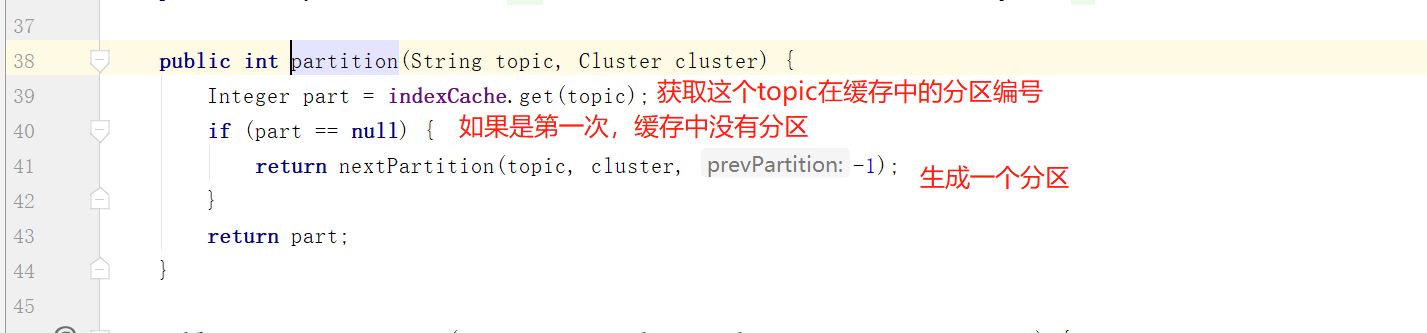 37
38 public int partition(String topic, Cluster cluster) {
39 Integer part = indexCache.get(topic); 获取这个topic在缓存中的分区编号
40 if (part == null) { 如果是第一次，缓存中没有分区
41 return nextPartition(topic, cluster, prevPartition: -1); 生成一个分区
42 }
43 return part;
44 }
45